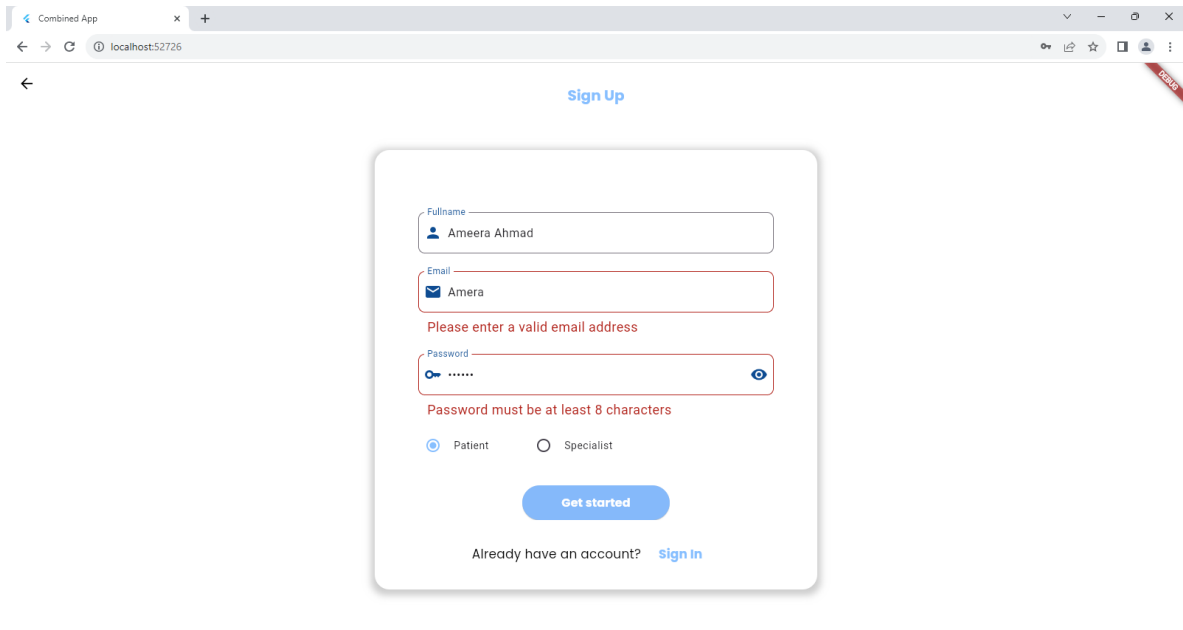 Combined App
localhost:52726
DEBUG
Sign Up
Fullname
Ameera Ahmad
Email
Amera
Please enter a valid email address
Password
••••••
Password must be at least 8 characters
Patient Specialist
Get started
Already have an account? Sign In